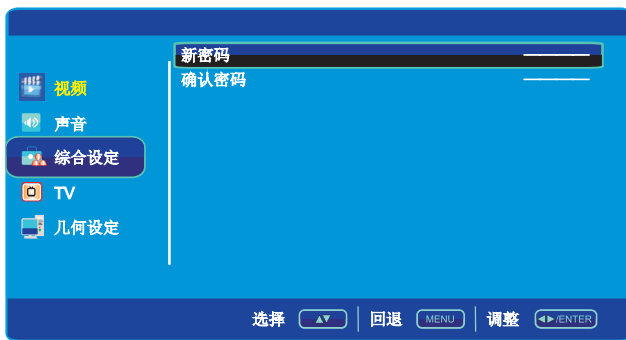 新密码
确认密码
视频
声音
综合设定
TV
几何设定
选择 ▲▼ 回退 MENU 调整 ◀▶/ENTER